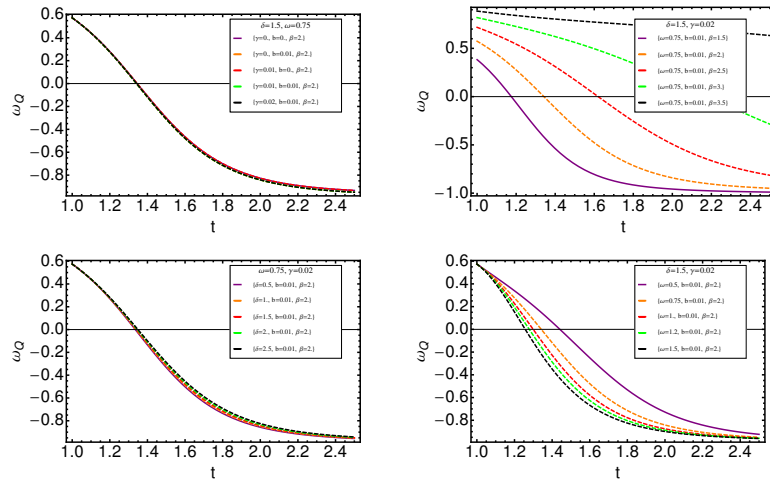 δ=1.5, ω=0.75
{γ=0., b=0., β=2.}
{γ=0., b=0.01, β=2.}
{γ=0.01, b=0., β=2.}
{γ=0.01, b=0.01, β=2.}
{γ=0.02, b=0.01, β=2.}
0.6
0.4
0.2
0.0
−0.2
−0.4
−0.6
−0.8
ω_Q
1.0 1.2 1.4 1.6 1.8 2.0 2.2 2.4
t
δ=1.5, γ=0.02
{ω=0.75, b=0.01, β=1.5}
{ω=0.75, b=0.01, β=2.}
{ω=0.75, b=0.01, β=2.5}
{ω=0.75, b=0.01, β=3.}
{ω=0.75, b=0.01, β=3.5}
0.5
0.0
−0.5
−1.0
ω_Q
1.0 1.2 1.4 1.6 1.8 2.0 2.2 2.4
t
ω=0.75, γ=0.02
{δ=0.5, b=0.01, β=2.}
{δ=1., b=0.01, β=2.}
{δ=1.5, b=0.01, β=2.}
{δ=2., b=0.01, β=2.}
{δ=2.5, b=0.01, β=2.}
0.6
0.4
0.2
0.0
−0.2
−0.4
−0.6
−0.8
ω_Q
1.0 1.2 1.4 1.6 1.8 2.0 2.2 2.4
t
δ=1.5, γ=0.02
{ω=0.5, b=0.01, β=2.}
{ω=0.75, b=0.01, β=2.}
{ω=1., b=0.01, β=2.}
{ω=1.2, b=0.01, β=2.}
{ω=1.5, b=0.01, β=2.}
0.6
0.4
0.2
0.0
−0.2
−0.4
−0.6
−0.8
ω_Q
1.0 1.2 1.4 1.6 1.8 2.0 2.2 2.4
t